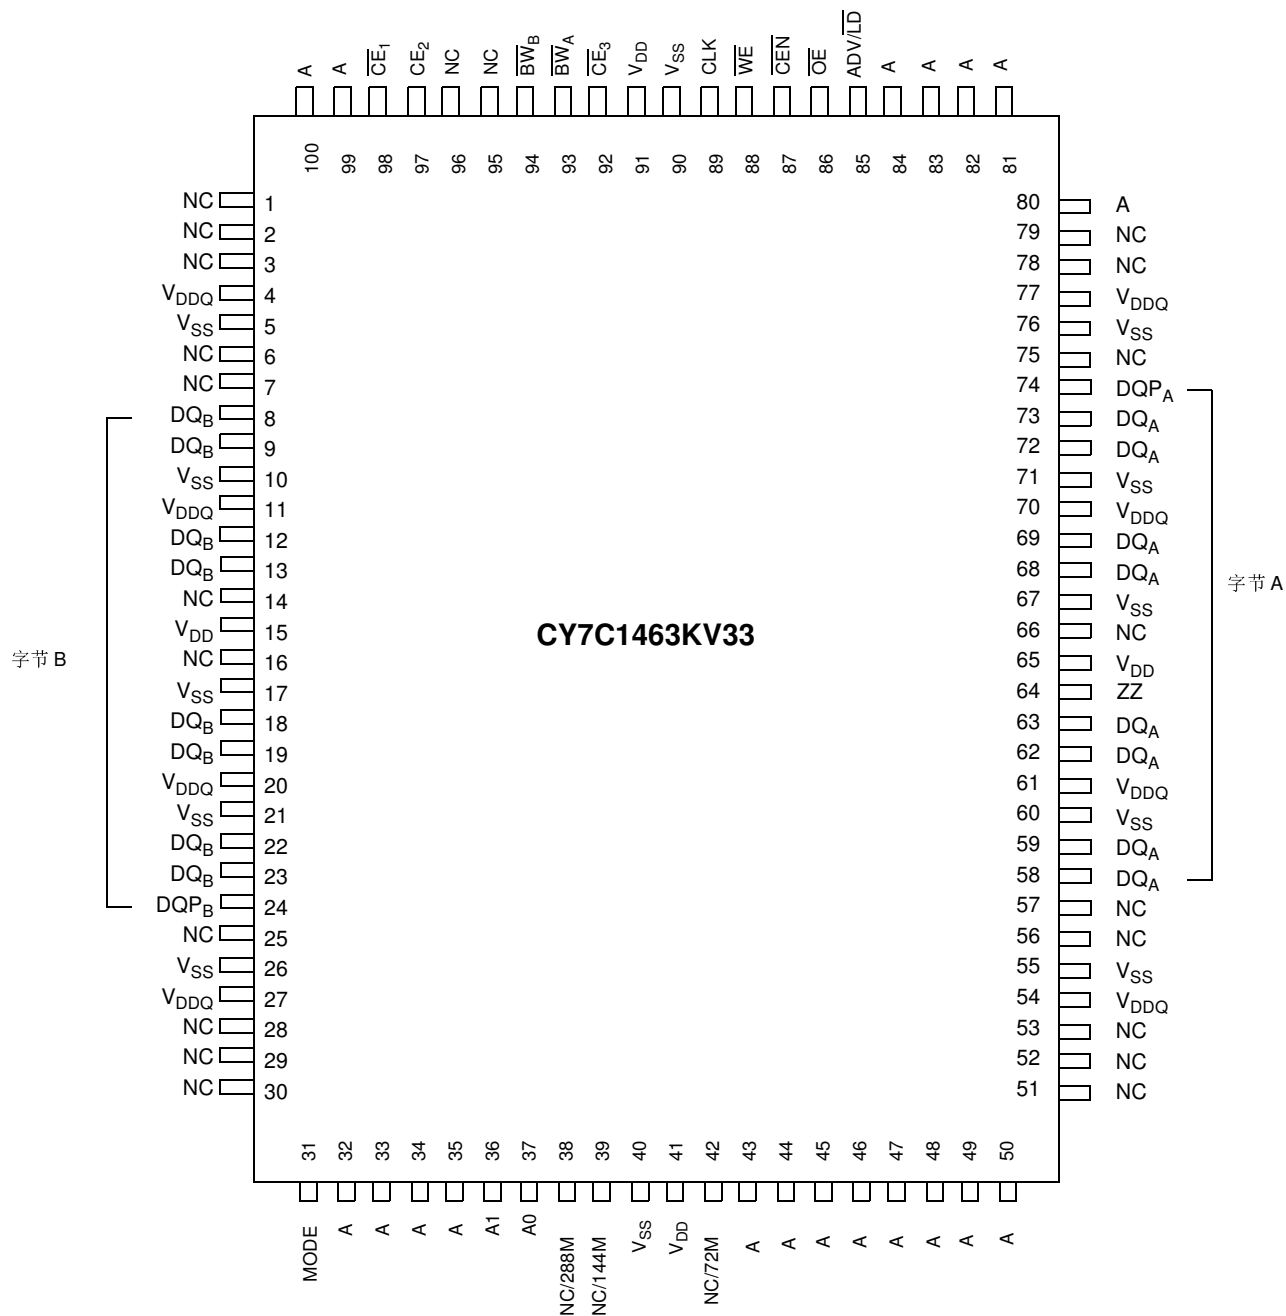 A A CE1 CE2 NC NC BWB BWA CE3 VDD VSS CLK WE CEN OE ADV/LD A A A A
100 99 98 97 96 95 94 93 92 91 90 89 88 87 86 85 84 83 82 81
NC 1
NC 2
NC 3
VDDQ 4
VSS 5
NC 6
NC 7
DQB 8
DQB 9
VSS 10
VDDQ 11
DQB 12
DQB 13
NC 14
VDD 15
NC 16
VSS 17
DQB 18
DQB 19
VDDQ 20
VSS 21
DQB 22
DQB 23
DQPB 24
NC 25
VSS 26
VDDQ 27
NC 28
NC 29
NC 30
字节 B
CY7C1463KV33
80 A
79 NC
78 NC
77 VDDQ
76 VSS
75 NC
74 DQPA
73 DQA
72 DQA
71 VSS
70 VDDQ
69 DQA
68 DQA
67 VSS
66 NC
65 VDD
64 ZZ
63 DQA
62 DQA
61 VDDQ
60 VSS
59 DQA
58 DQA
57 NC
56 NC
55 VSS
54 VDDQ
53 NC
52 NC
51 NC
字节 A
31 32 33 34 35 36 37 38 39 40 41 42 43 44 45 46 47 48 49 50
MODE A A A A A1 A0 NC/288M NC/144M VSS VDD NC/72M A A A A A A A A